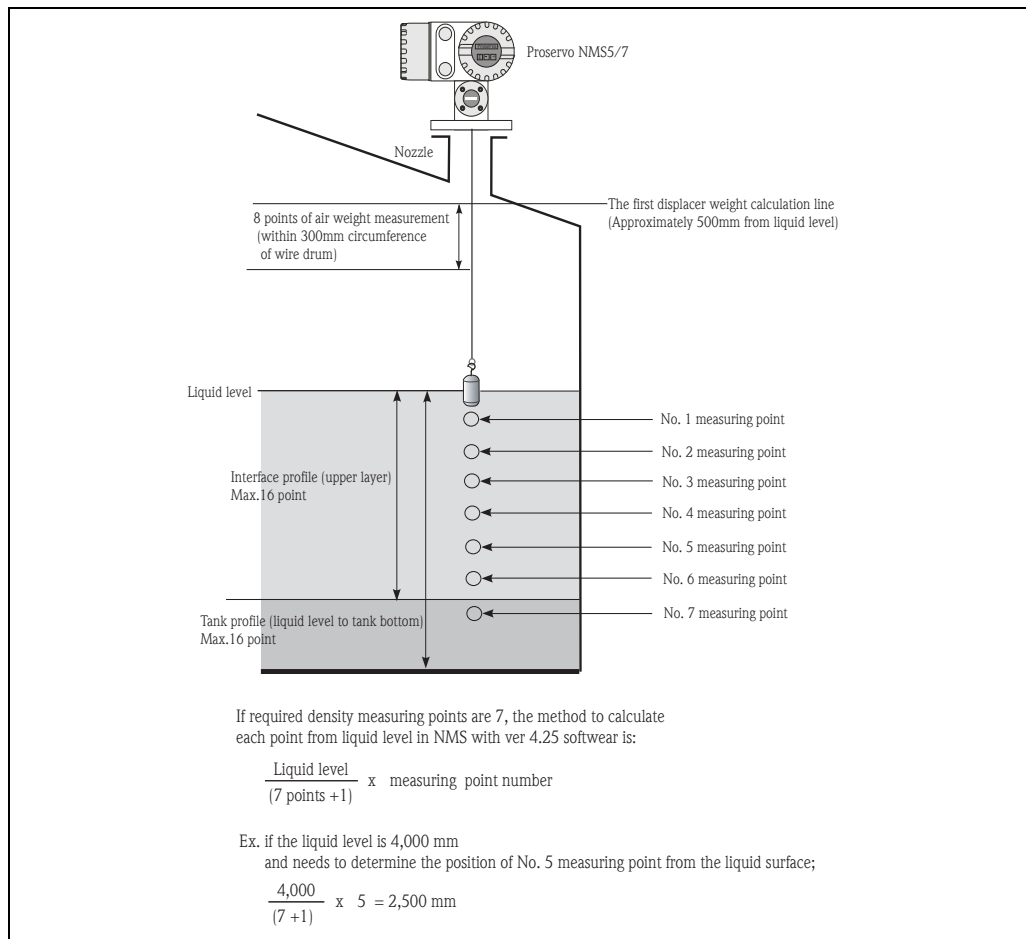 Proservo NMS5/7
Nozzle
The first displacer weight calculation line
(Approximately 500mm from liquid level)
8 points of air weight measurement
(within 300mm circumference
of wire drum)
Liquid level
No. 1 measuring point
No. 2 measuring point
Interface profile (upper layer)
Max.16 point
No. 3 measuring point
No. 4 measuring point
No. 5 measuring point
No. 6 measuring point
No. 7 measuring point
Tank profile (liquid level to tank bottom)
Max.16 point
If required density measuring points are 7, the method to calculate
each point from liquid level in NMS with ver 4.25 softwear is:
Liquid level
(7 points +1)
x measuring point number
Ex. if the liquid level is 4,000 mm
and needs to determine the position of No. 5 measuring point from the liquid surface;
4,000
(7 +1)
x 5 = 2,500 mm